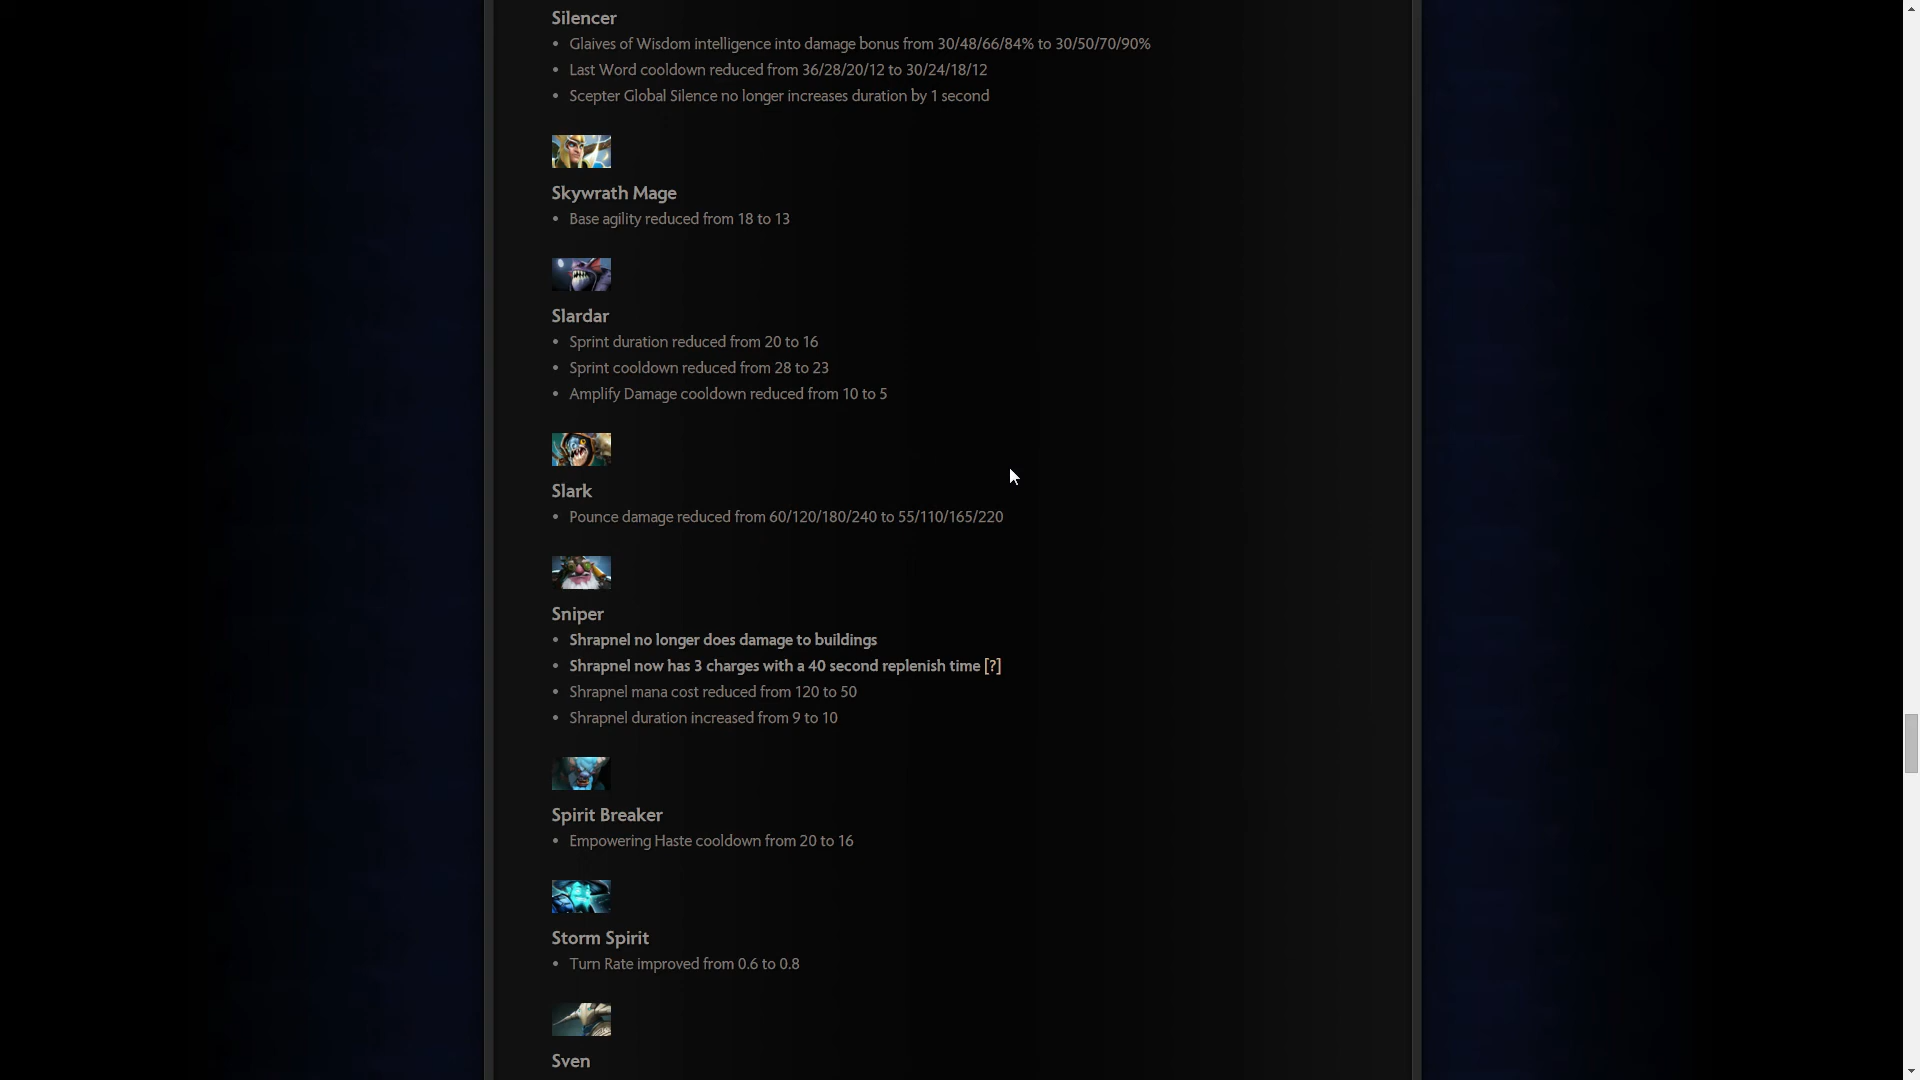 Silencer
• Glaives of Wisdom intelligence into damage bonus from 30/48/66/84% to 30/50/70/90%
• Last Word cooldown reduced from 36/28/20/12 to 30/24/18/12
• Scepter Global Silence no longer increases duration by 1 second
Skywrath Mage
• Base agility reduced from 18 to 13
Slardar
• Sprint duration reduced from 20 to 16
• Sprint cooldown reduced from 28 to 23
• Amplify Damage cooldown reduced from 10 to 5
Slark
• Pounce damage reduced from 60/120/180/240 to 55/110/165/220
Sniper
• Shrapnel no longer does damage to buildings
• Shrapnel now has 3 charges with a 40 second replenish time [?]
• Shrapnel mana cost reduced from 120 to 50
• Shrapnel duration increased from 9 to 10
Spirit Breaker
• Empowering Haste cooldown from 20 to 16
Storm Spirit
• Turn Rate improved from 0.6 to 0.8
Sven